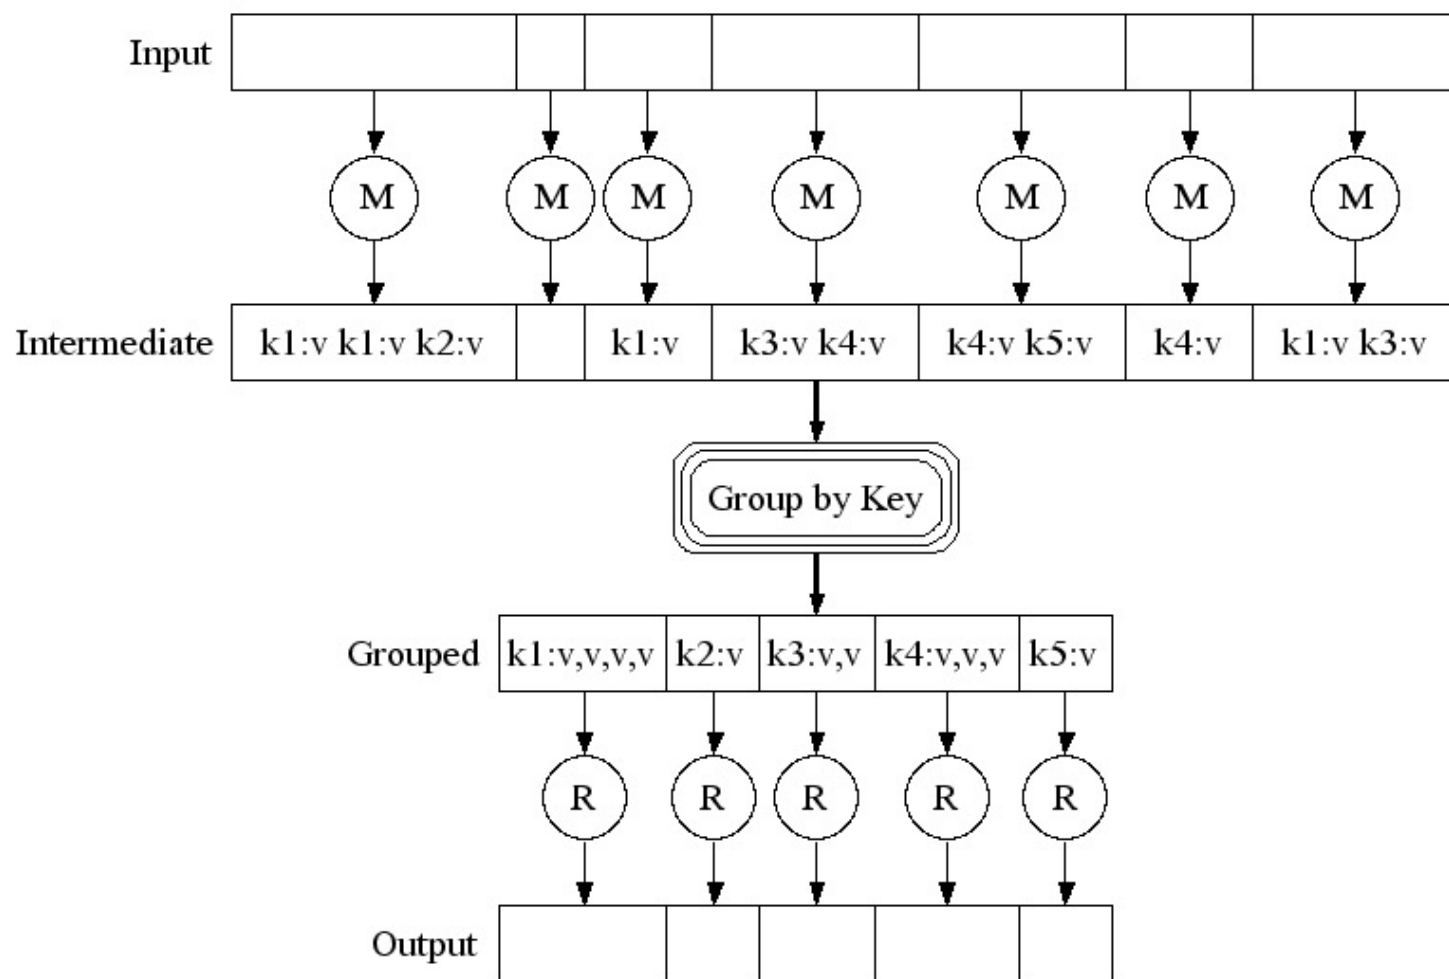 Input
M M M M M M M
Intermediate k1:v k1:v k2:v k1:v k3:v k4:v k4:v k5:v k4:v k1:v k3:v
Group by Key
Grouped k1:v,v,v,v k2:v k3:v,v k4:v,v,v k5:v
R R R R R
Output